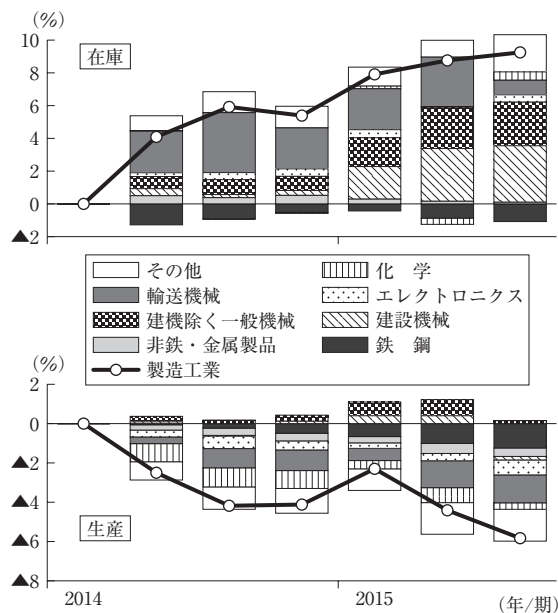 (%)
10
在庫
8
6
4
2
0
▲2
その他
化 学
輸送機械
エレクトロニクス
建機除く一般機械
建設機械
非鉄・金属製品
鉄 鋼
製造工業
(%)
2
0
▲2
▲4
▲6
生産
▲8
2014
2015
(年/期)